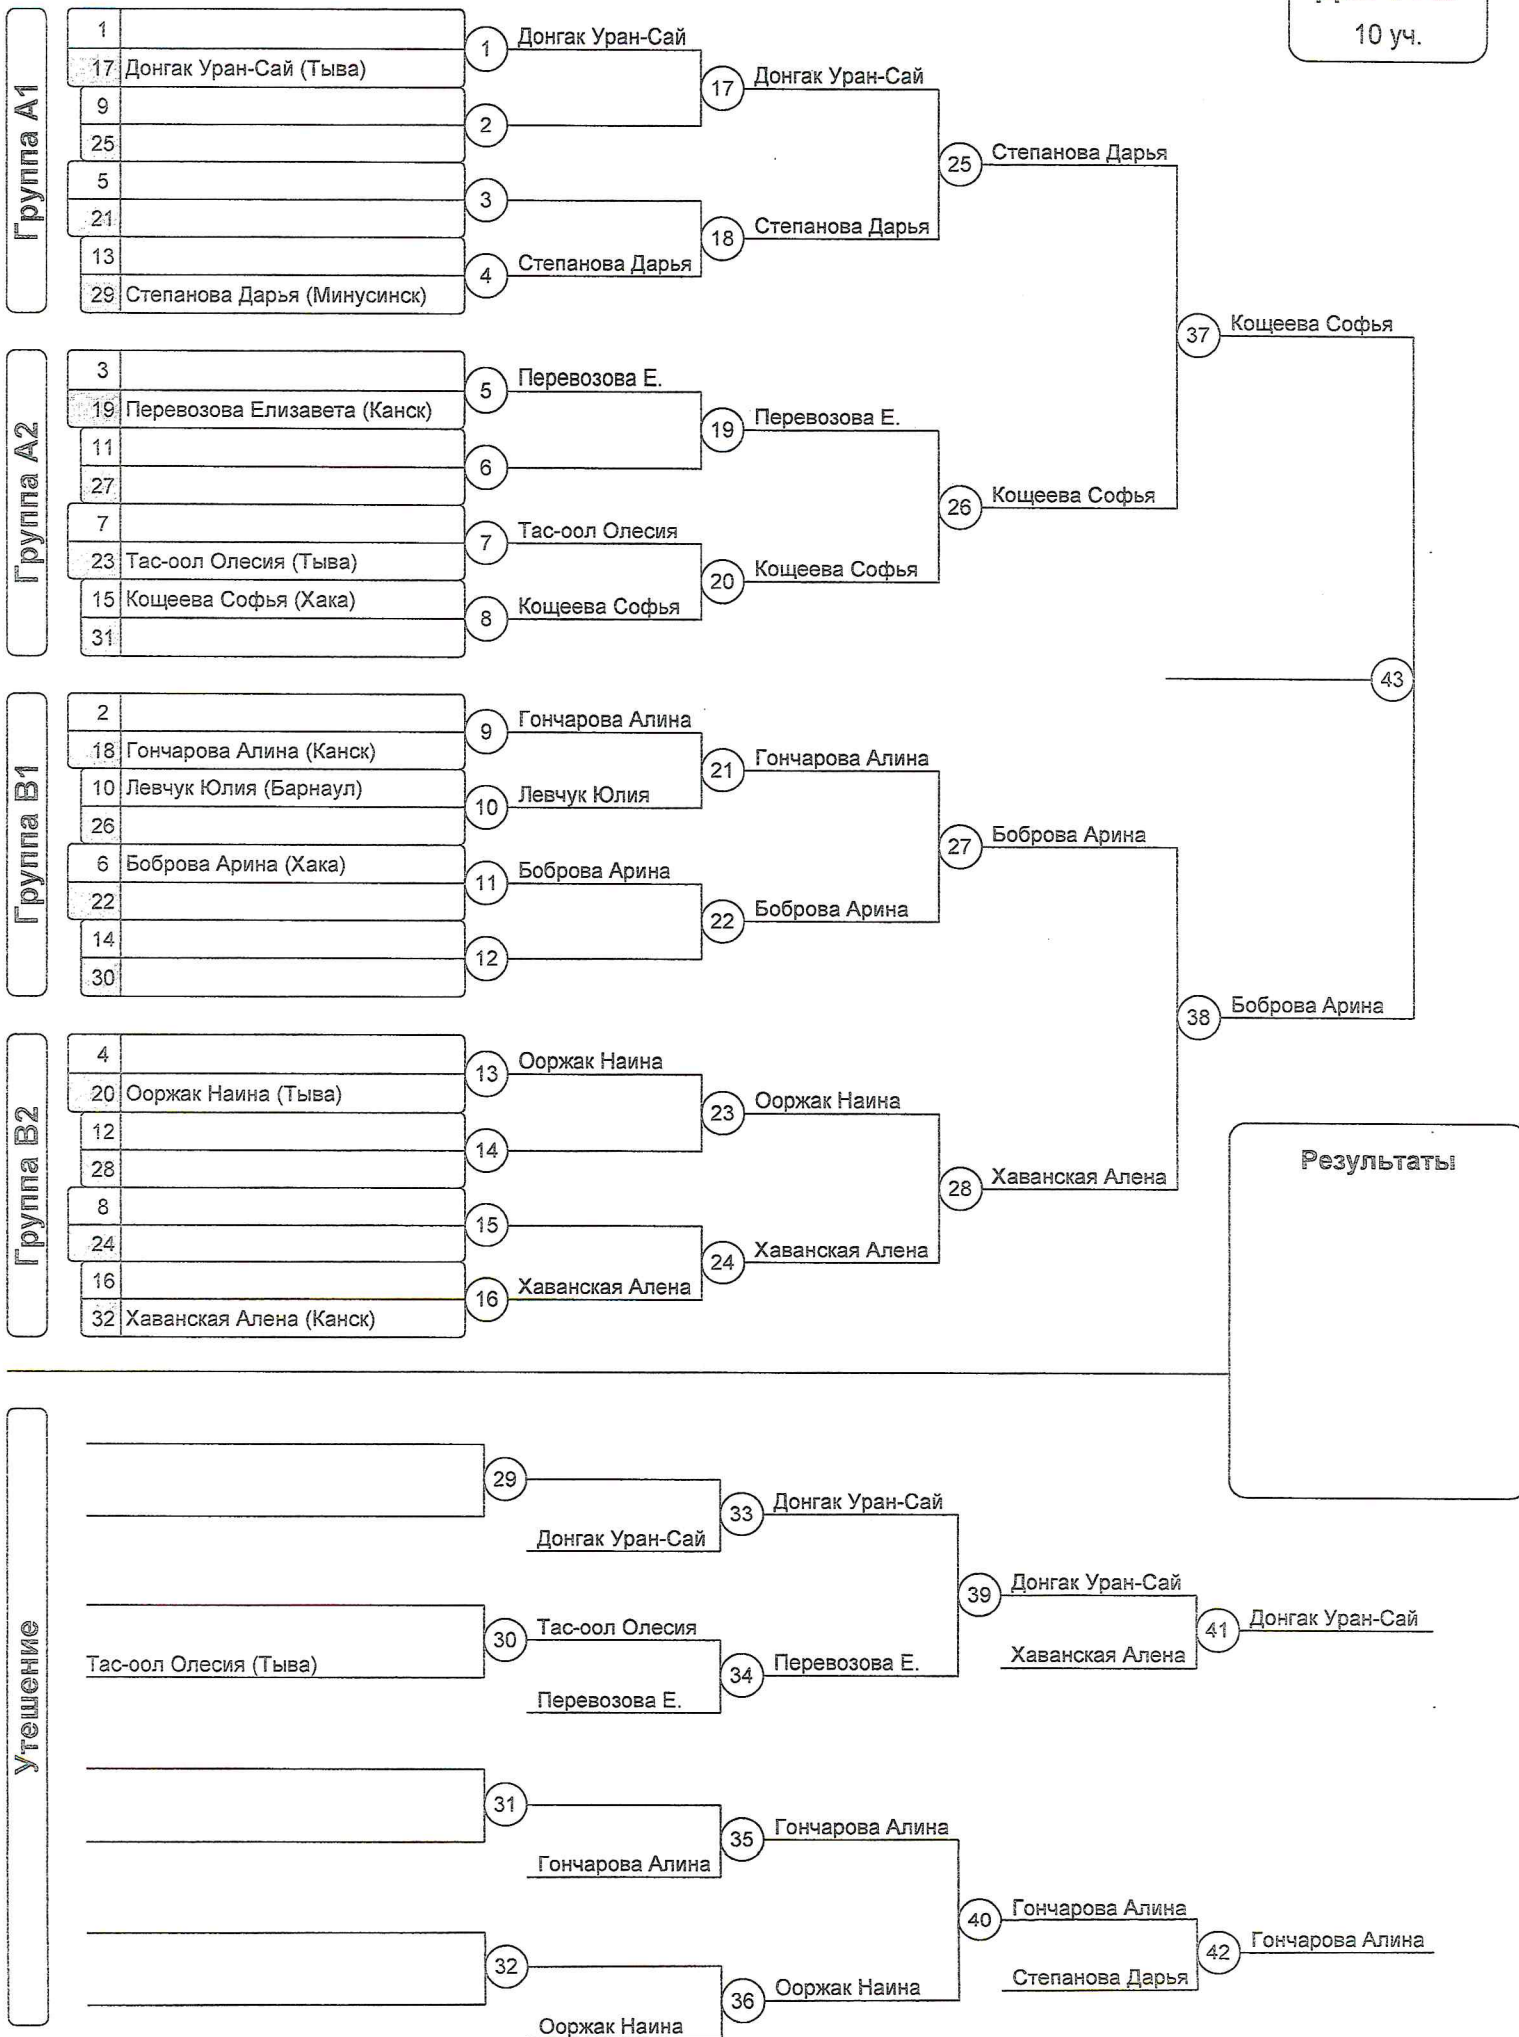 10 уч.
Группа А1
1
17 Донгак Уран-Сай (Тыва)
9
25
5
21
13
29 Степанова Дарья (Минусинск)
1 Донгак Уран-Сай
2
3
4 Степанова Дарья
17 Донгак Уран-Сай
18 Степанова Дарья
25 Степанова Дарья
Группа А2
3
19 Перевозова Елизавета (Канск)
11
27
7
23 Тас-оол Олесия (Тыва)
15 Кощеева Софья (Хака)
31
5 Перевозова Е.
6
7 Тас-оол Олесия
8 Кощеева Софья
19 Перевозова Е.
20 Кощеева Софья
26 Кощеева Софья
37 Кощеева Софья
Группа В1
2
18 Гончарова Алина (Канск)
10 Левчук Юлия (Барнаул)
26
6 Боброва Арина (Хака)
22
14
30
9 Гончарова Алина
10 Левчук Юлия
11 Боброва Арина
12
21 Гончарова Алина
22 Боброва Арина
27 Боброва Арина
Группа В2
4
20 Ооржак Наина (Тыва)
12
28
8
24
16
32 Хаванская Алена (Канск)
13 Ооржак Наина
14
15
16 Хаванская Алена
23 Ооржак Наина
24 Хаванская Алена
28 Хаванская Алена
38 Боброва Арина
43
Результаты
Утешение
29
Донгак Уран-Сай
33 Донгак Уран-Сай
Тас-оол Олесия (Тыва)
30 Тас-оол Олесия
Перевозова Е.
34 Перевозова Е.
39 Донгак Уран-Сай
Хаванская Алена
41 Донгак Уран-Сай
31
Гончарова Алина
35 Гончарова Алина
32
Ооржак Наина
36 Ооржак Наина
40 Гончарова Алина
Степанова Дарья
42 Гончарова Алина